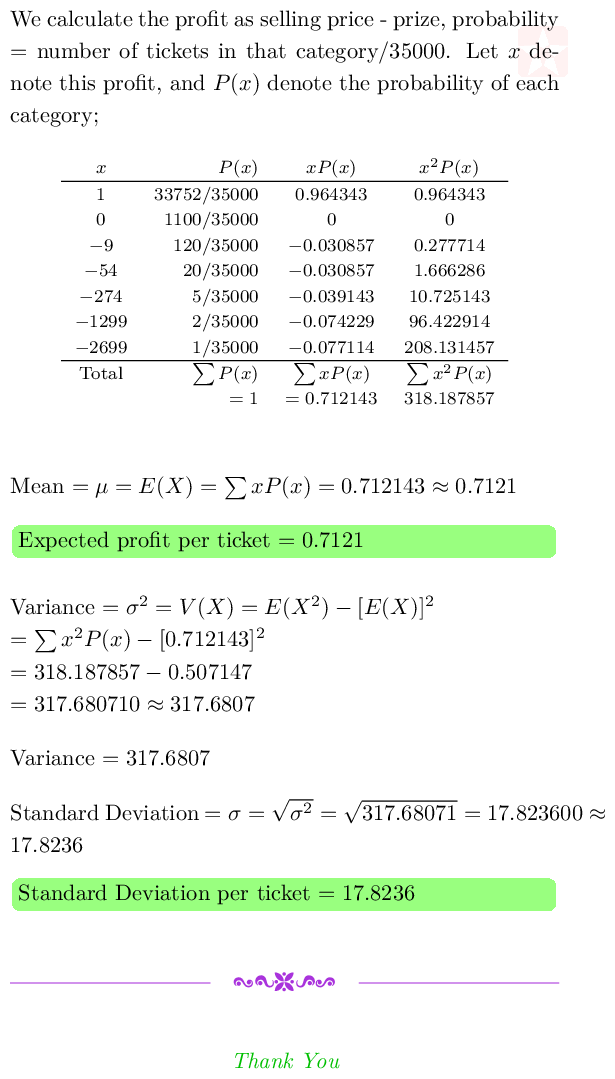 We calculate the profit as selling price - prize, probability
= number of tickets in that category/35000. Let x de-
note this profit, and P(x) denote the probability of each
category;
x P(x) xP(x) x²P(x)
1 33752/35000 0.964343 0.964343
0 1100/35000 0 0
−9 120/35000 −0.030857 0.277714
−54 20/35000 −0.030857 1.666286
−274 5/35000 −0.039143 10.725143
−1299 2/35000 −0.074229 96.422914
−2699 1/35000 −0.077114 208.131457
Total ∑ P(x) ∑ xP(x) ∑ x²P(x)
= 1 = 0.712143 318.187857
Mean = μ = E(X) = ∑ xP(x) = 0.712143 ≈ 0.7121
Expected profit per ticket = 0.7121
Variance = σ² = V(X) = E(X²) − [E(X)]²
= ∑ x²P(x) − [0.712143]²
= 318.187857 − 0.507147
= 317.680710 ≈ 317.6807
Variance = 317.6807
Standard Deviation = σ = √σ² = √317.68071 = 17.823600 ≈
17.8236
Standard Deviation per ticket = 17.8236
Thank You